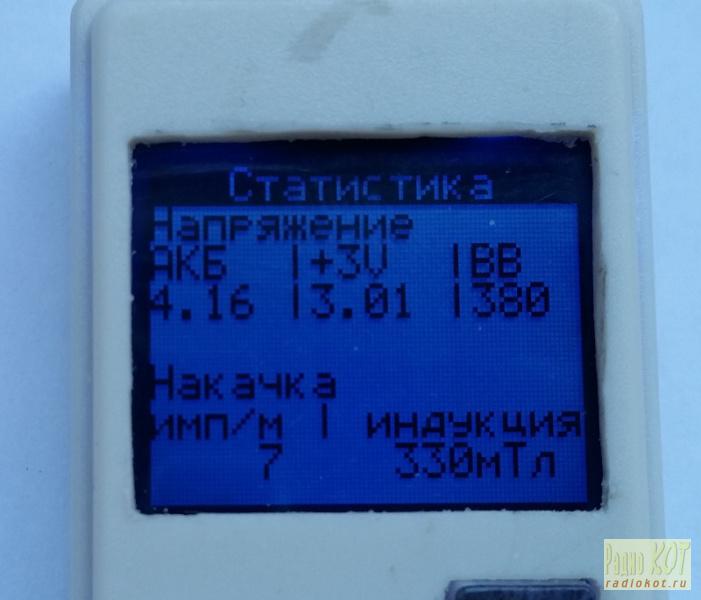 Статистика
Напряжение
АКБ |+3V |ВВ
4.16 |3.01 |380
Накачка
имп/м | индукция
7 330мТл
Радио КОТ
radiokot.ru